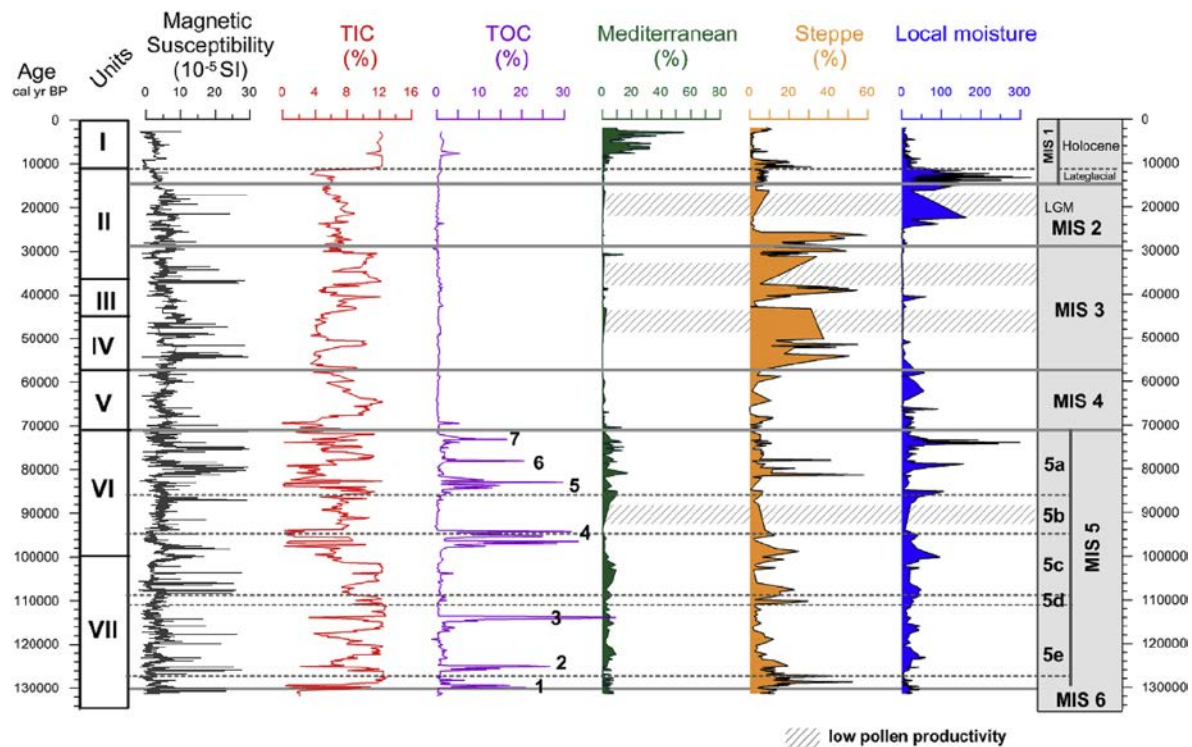 Magnetic
Susceptibility
(10-5 SI)
TIC
(%)
TOC
(%)
Mediterranean
(%)
Steppe
(%)
Local moisture
Age
cal yr BP
Units
0 10 20 30
0 4 8 12 16
0 10 20 30
0 20 40 60 80
0 20 40 60
0 100 200 300
0
10000
20000
30000
40000
50000
60000
70000
80000
90000
100000
110000
120000
130000
I
II
III
IV
V
VI
VII
7
6
5
4
3
2
1
MIS 1
Holocene
Lateglacial
LGM
MIS 2
MIS 3
MIS 4
5a
5b
5c
5d
5e
MIS 5
MIS 6
0
10000
20000
30000
40000
50000
60000
70000
80000
90000
100000
110000
120000
130000
low pollen productivity